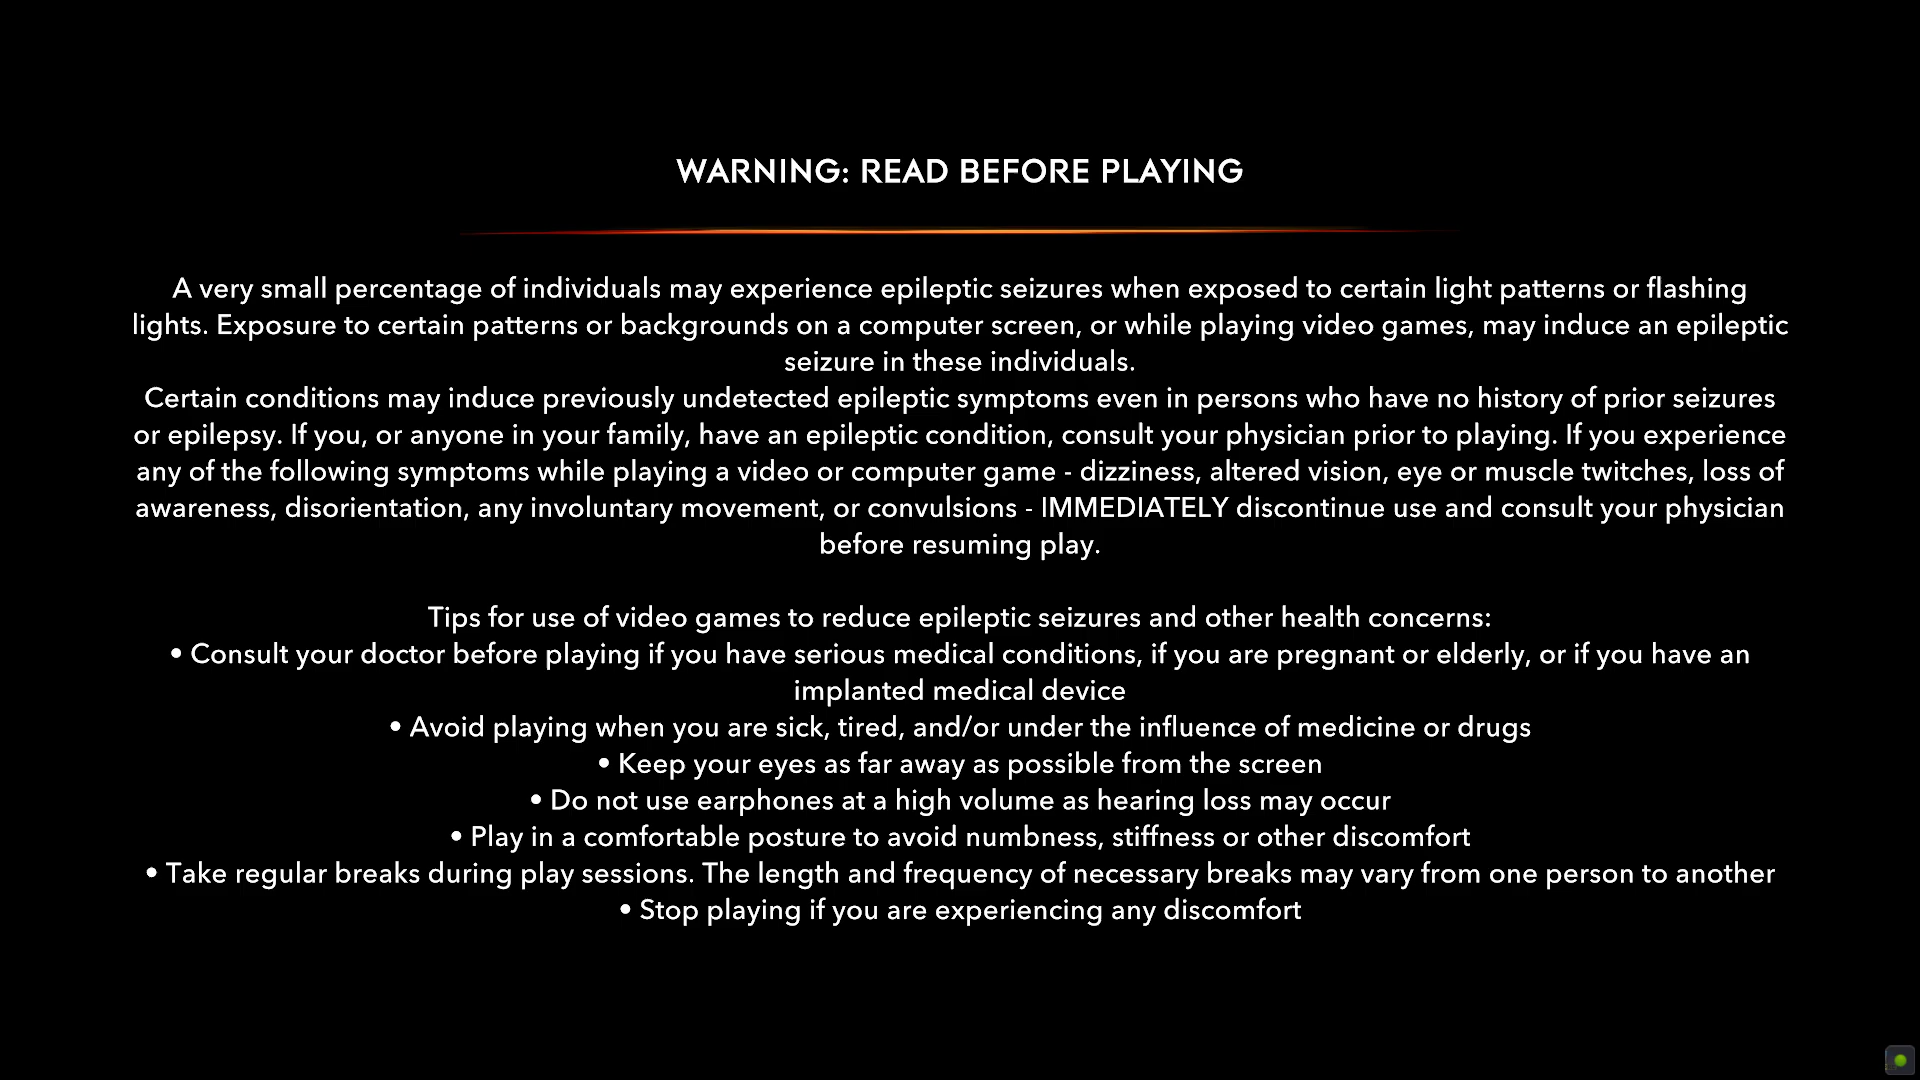 WARNING: READ BEFORE PLAYING
A very small percentage of individuals may experience epileptic seizures when exposed to certain light patterns or flashing
lights. Exposure to certain patterns or backgrounds on a computer screen, or while playing video games, may induce an epileptic
seizure in these individuals.
Certain conditions may induce previously undetected epileptic symptoms even in persons who have no history of prior seizures
or epilepsy. If you, or anyone in your family, have an epileptic condition, consult your physician prior to playing. If you experience
any of the following symptoms while playing a video or computer game - dizziness, altered vision, eye or muscle twitches, loss of
awareness, disorientation, any involuntary movement, or convulsions - IMMEDIATELY discontinue use and consult your physician
before resuming play.
Tips for use of video games to reduce epileptic seizures and other health concerns:
• Consult your doctor before playing if you have serious medical conditions, if you are pregnant or elderly, or if you have an
implanted medical device
• Avoid playing when you are sick, tired, and/or under the influence of medicine or drugs
• Keep your eyes as far away as possible from the screen
• Do not use earphones at a high volume as hearing loss may occur
• Play in a comfortable posture to avoid numbness, stiffness or other discomfort
• Take regular breaks during play sessions. The length and frequency of necessary breaks may vary from one person to another
• Stop playing if you are experiencing any discomfort